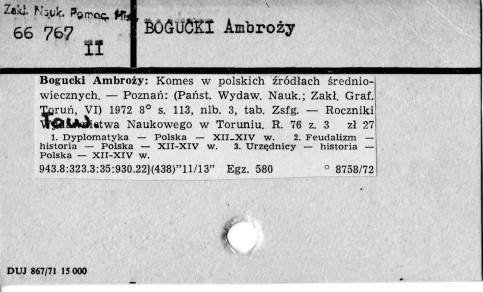 Zakł. Nauk. Pomoc. Hist.
66 767
II
BOGUCKI Ambroży
Bogucki Ambroży: Komes w polskich źródłach średnio-
wiecznych. — Poznań: (Państ. Wydaw. Nauk.; Zakł. Graf.
Toruń, VI) 1972 8° s. 113, nlb. 3, tab. Zsfg. — Roczniki
Towarzystwa Naukowego w Toruniu. R. 76 z. 3 zł 27
1. Dyplomatyka — Polska — XII-XIV w. 2. Feudalizm —
historia — Polska — XII-XIV w. 3. Urzędnicy — historia —
Polska — XII-XIV w.
943.8:323.3:35:930.22)(438)"11/13" Egz. 580 ° 8758/72
DUJ 867/71 15 000